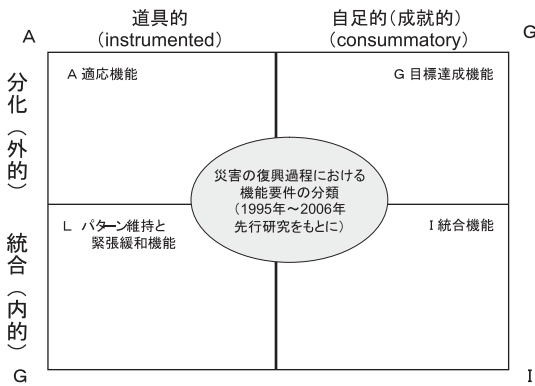 道具的
(instrumented)
自足的(成就的)
(consummatory)
A
G
分化(外的)
A 適応機能
G 目標達成機能
災害の復興過程における
機能要件の分類
(1995年～2006年
先行研究をもとに)
統合(内的)
L パターン維持と
緊張緩和機能
I 統合機能
G
I